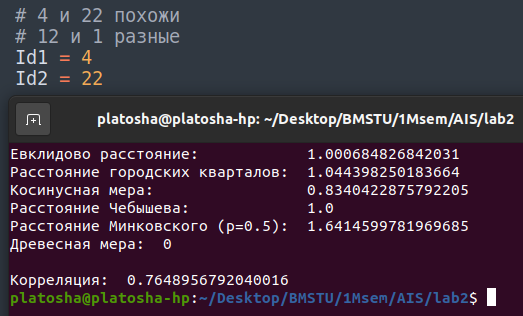 # 4 и 22 похожи
# 12 и 1 разные
Id1 = 4
Id2 = 22
platosha@platosha-hp: ~/Desktop/BMSTU/1Msem/AIS/lab2
Евклидово расстояние: 1.000684826842031
Расстояние городских кварталов: 1.044398250183664
Косинусная мера: 0.8340422875792205
Расстояние Чебышева: 1.0
Расстояние Минковского (p=0.5): 1.6414599781969685
Древесная мера: 0
Корреляция: 0.7648956792040016
platosha@platosha-hp:~/Desktop/BMSTU/1Msem/AIS/lab2$